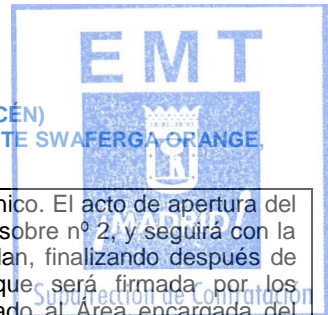 EMT
CÉN)
TE SWAFERGA ORANGE,
¡MADRID!
nico. El acto de apertura del
sobre nº 2, y seguirá con la
lan, finalizando después de
que será firmada por los
Subdirección de Contratación
ado al Área encargada del